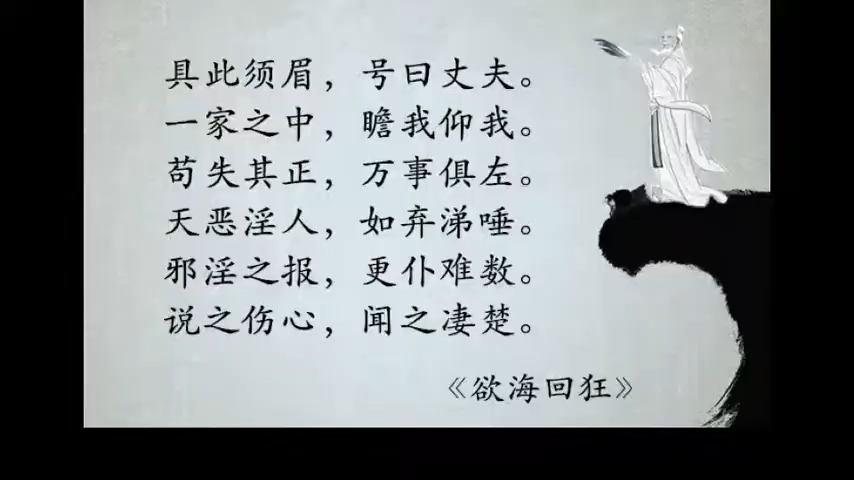 具此须眉，号曰丈夫。
一家之中，瞻我仰我。
苟失其正，万事俱左。
天恶淫人，如弃涕唾。
邪淫之报，更仆难数。
说之伤心，闻之凄楚。
《欲海回狂》